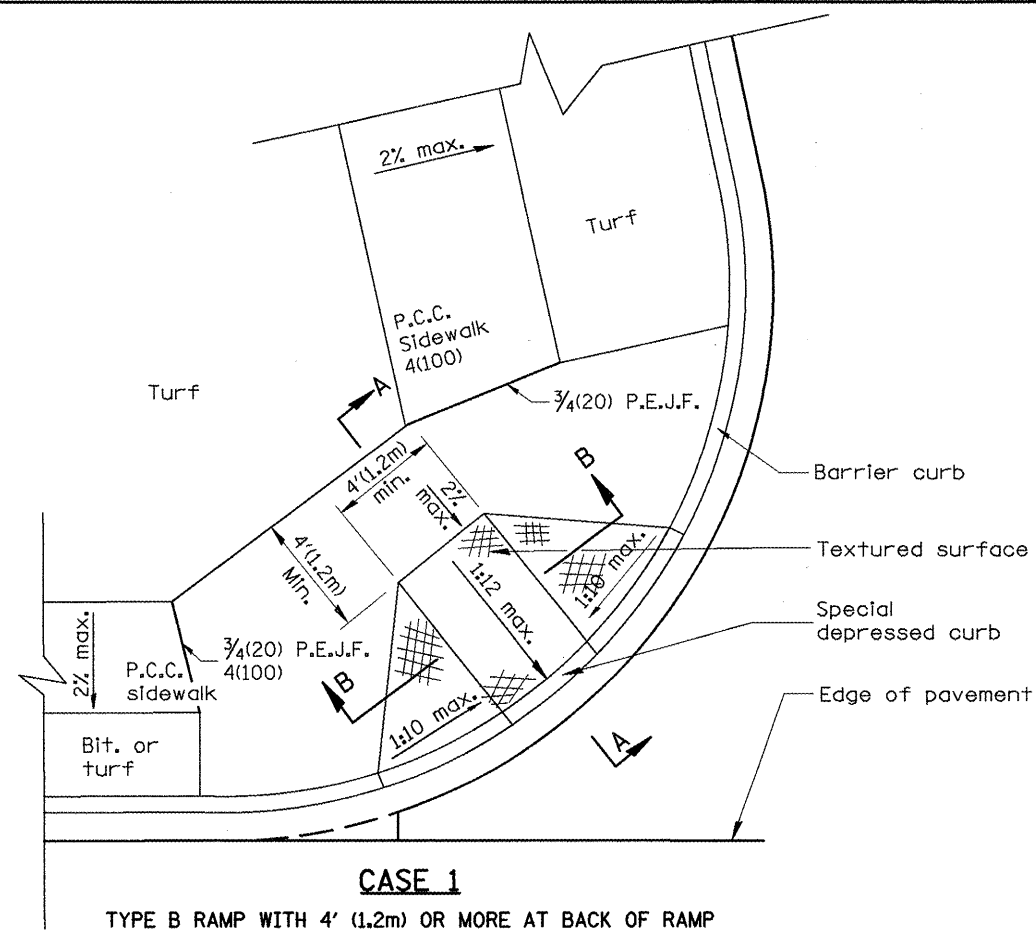 2% max.
Turf
P.C.C.
Sidewalk
4(100)
Turf
A
¾(20) P.E.J.F.
4'(1.2m)
min.
2%
max.
B
Barrier curb
4'(1.2m)
Min.
Textured surface
1:12 max.
1:10 max.
Special
depressed curb
2% max.
P.C.C.
sidewalk
¾(20) P.E.J.F.
4(100)
B
Edge of pavement
1:10 max.
A
Bit. or
turf
CASE 1
TYPE B RAMP WITH 4' (1.2m) OR MORE AT BACK OF RAMP